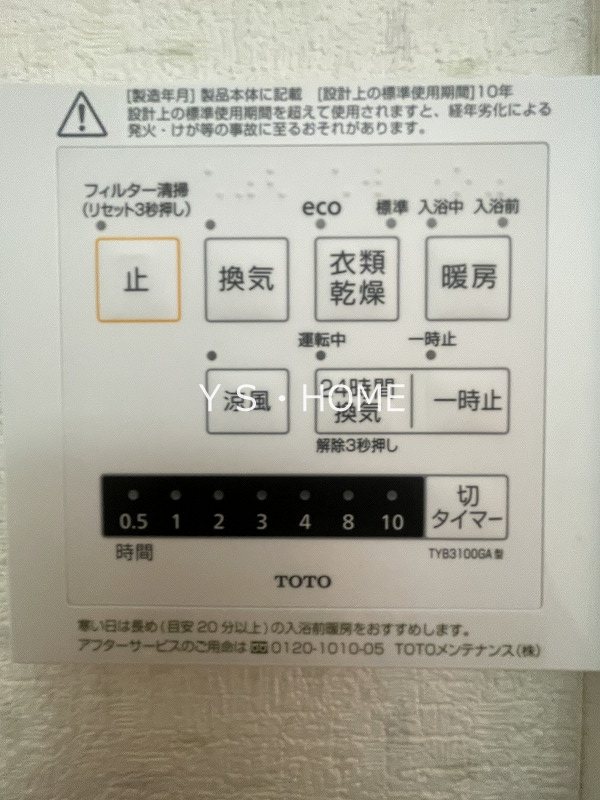 [製造年月] 製品本体に記載　[設計上の標準使用期間]10年
設計上の標準使用期間を超えて使用されますと、経年劣化による
発火・けが等の事故に至るおそれがあります。
フィルター清掃
(リセット3秒押し)
eco 標準 入浴中 入浴前
止 換気 衣類乾燥 暖房
運転中 一時止
涼風 24時間換気 一時止
Y.S・HOME
解除3秒押し
0.5 1 2 3 4 8 10 切タイマー
時間 TYB3100GA型
TOTO
寒い日は長め(目安20分以上)の入浴前暖房をおすすめします。
アフターサービスのご用命は 0120-1010-05 TOTOメンテナンス(株)